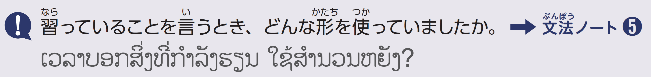 習っていることを言うとき、どんな形を使っていましたか。 ➡ 文法ノート❺
ເວລາບອກສິ່ງທີ່ກຳລັງຮຽນ ໃຊ້ສຳນວນຫຍັງ?